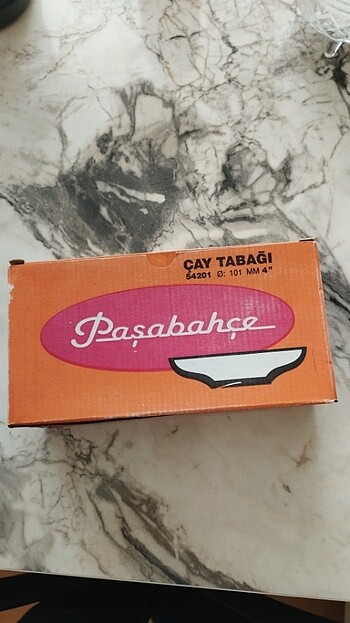 ÇAY TABAĞI
54201 Ø: 101 MM 4"
Paşabahçe